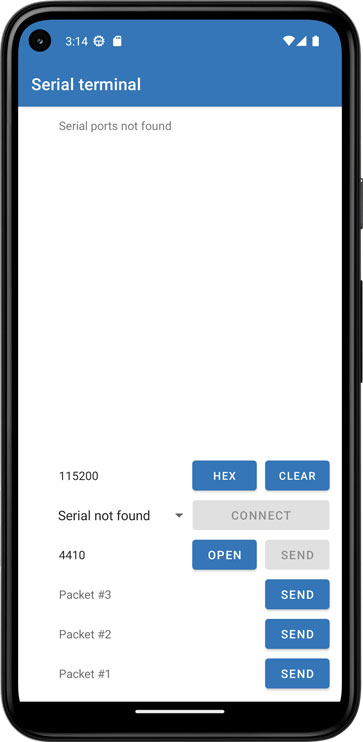 3:14
Serial terminal
Serial ports not found
115200 HEX CLEAR
Serial not found CONNECT
4410 OPEN SEND
Packet #3 SEND
Packet #2 SEND
Packet #1 SEND